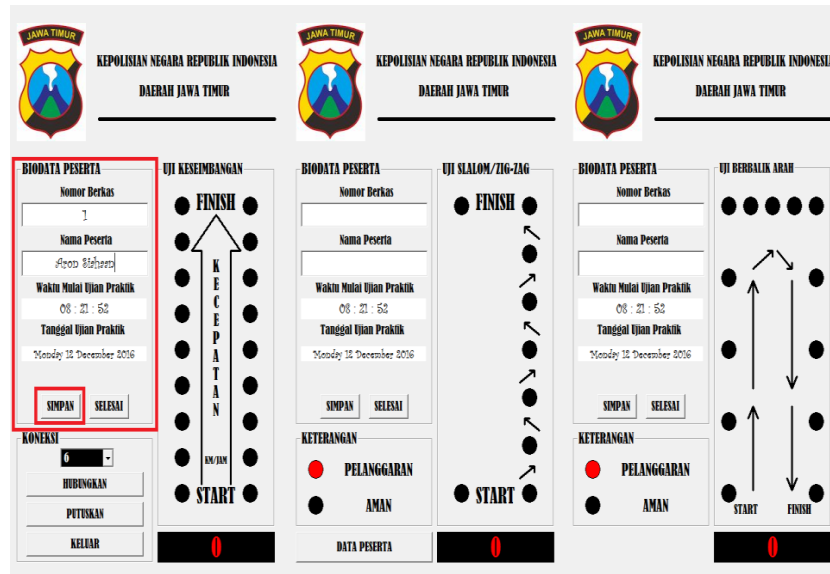 JAWA TIMUR
KEPOLISIAN NEGARA REPUBLIK INDONESIA
DAERAH JAWA TIMUR
BIODATA PESERTA
Nomor Berkas
1
Nama Peserta
Aron Siahaan
Waktu Mulai Ujian Praktik
08 : 21 : 52
Tanggal Ujian Praktik
Monday 12 December 2016
SIMPAN SELESAI
KONEKSI
6
HUBUNGKAN
PUTUSKAN
KELUAR
UJI KESEIMBANGAN
FINISH
KECEPATAN
KM/JAM
START
0
JAWA TIMUR
KEPOLISIAN NEGARA REPUBLIK INDONESIA
DAERAH JAWA TIMUR
BIODATA PESERTA
Nomor Berkas
Nama Peserta
Waktu Mulai Ujian Praktik
08 : 21 : 52
Tanggal Ujian Praktik
Monday 12 December 2016
SIMPAN SELESAI
KETERANGAN
PELANGGARAN
AMAN
DATA PESERTA
UJI SLALOM/ZIG-ZAG
FINISH
START
0
JAWA TIMUR
KEPOLISIAN NEGARA REPUBLIK INDONESIA
DAERAH JAWA TIMUR
BIODATA PESERTA
Nomor Berkas
Nama Peserta
Waktu Mulai Ujian Praktik
08 : 21 : 52
Tanggal Ujian Praktik
Monday 12 December 2016
SIMPAN SELESAI
KETERANGAN
PELANGGARAN
AMAN
UJI BERBALIK ARAH
START FINISH
0